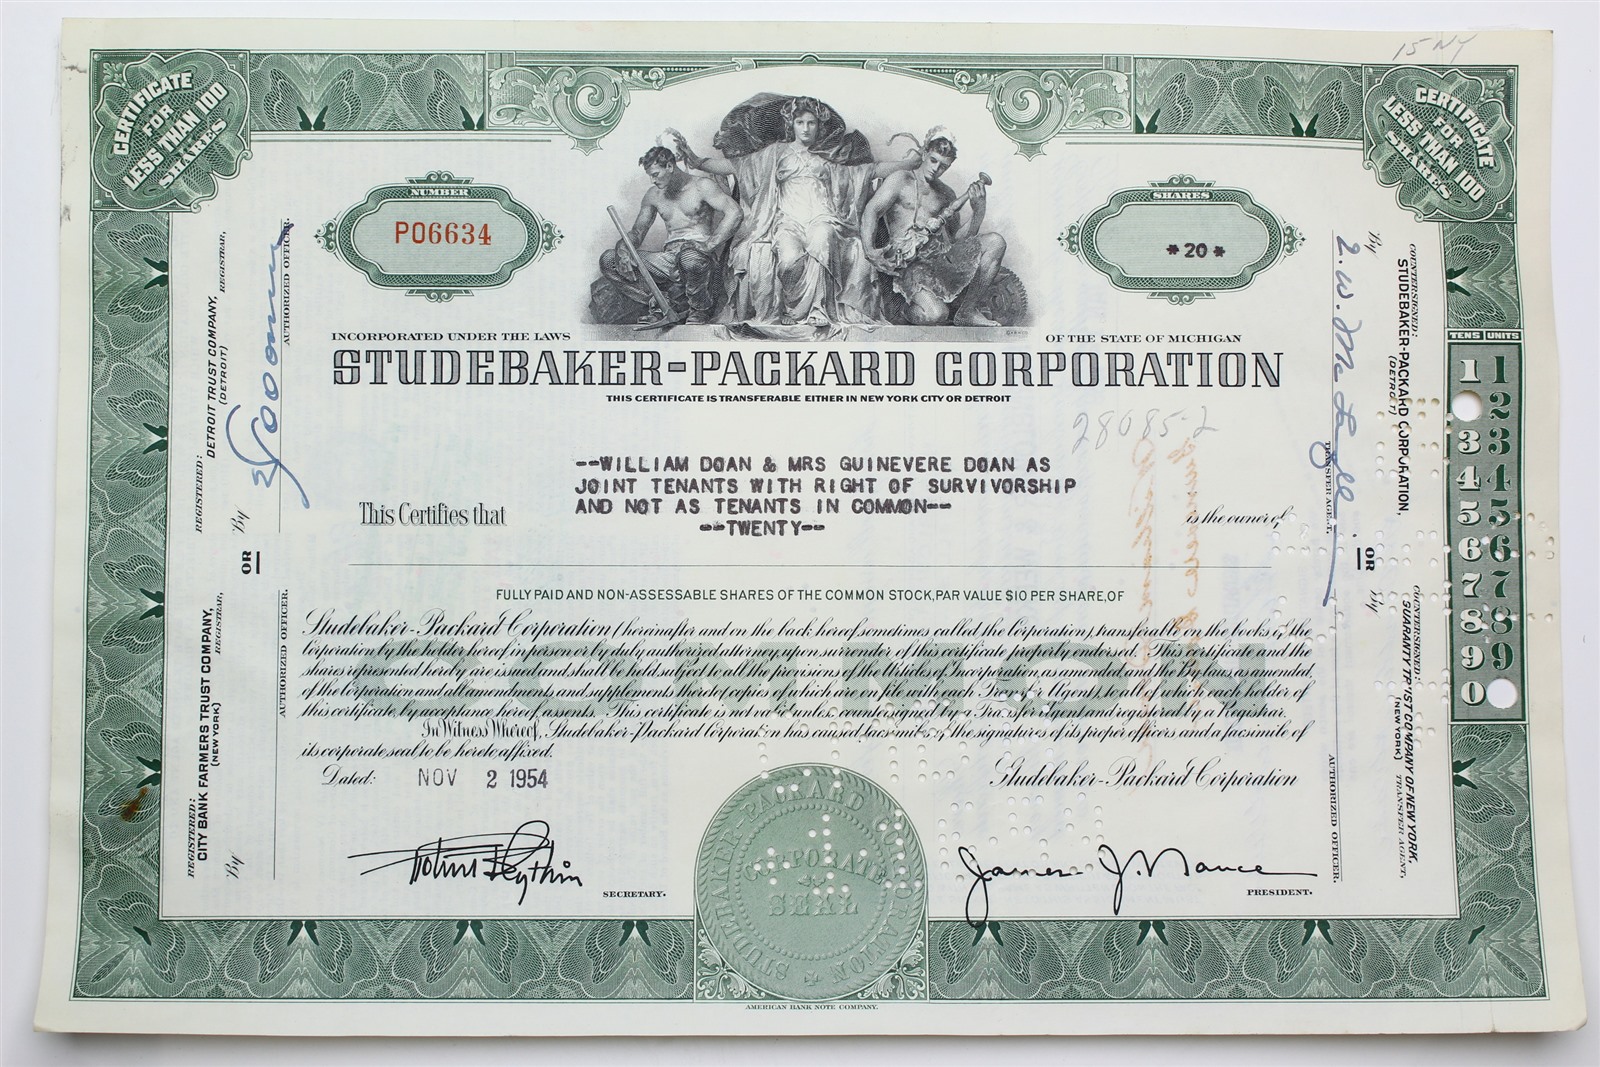 15 NY
CERTIFICATE
FOR
LESS THAN 100
SHARES
CERTIFICATE
FOR
LESS THAN 100
SHARES
NUMBER
PO6634
SHARES
*20*
INCORPORATED UNDER THE LAWS
OF THE STATE OF MICHIGAN
STUDEBAKER-PACKARD CORPORATION
THIS CERTIFICATE IS TRANSFERABLE EITHER IN NEW YORK CITY OR DETROIT
28085-2
--WILLIAM DOAN & MRS GUINEVERE DOAN AS
JOINT TENANTS WITH RIGHT OF SURVIVORSHIP
AND NOT AS TENANTS IN COMMON--
This Certifies that
is the owner of
--TWENTY--
FULLY PAID AND NON-ASSESSABLE SHARES OF THE COMMON STOCK, PAR VALUE $10 PER SHARE, OF
Studebaker-Packard Corporation (hereinafter and on the back hereof sometimes called the Corporation), transferable on the books of the
Corporation by the holder hereof in person or by duly authorized attorney, upon surrender of this certificate properly endorsed. This certificate and the
shares represented hereby are issued and shall be held subject to all the provisions of the Articles of Incorporation, as amended, and the By-laws, as amended,
of the Corporation and all amendments and supplements thereto (copies of which are on file with each Transfer Agent), to all of which each holder of
this certificate, by acceptance hereof, assents. This certificate is not valid unless countersigned by a Transfer Agent and registered by a Registrar.
In Witness Whereof, Studebaker-Packard Corporation has caused facsimiles of the signatures of its proper officers and a facsimile of
its corporate seal to be hereto affixed.
COMMON
Dated: NOV 2 1954
Studebaker-Packard Corporation
SECRETARY.
James J. Nance
PRESIDENT.
STUDEBAKER-PACKARD CORPORATION
CORPORATE
SEAL
AMERICAN BANK NOTE COMPANY.
REGISTERED:
DETROIT TRUST COMPANY,
(DETROIT) REGISTRAR,
By
AUTHORIZED OFFICER.
OR
REGISTERED:
CITY BANK FARMERS TRUST COMPANY,
(NEW YORK) REGISTRAR,
By
AUTHORIZED OFFICER.
COUNTERSIGNED:
STUDEBAKER-PACKARD CORPORATION,
(DETROIT)
By
TRANSFER AGENT.
OR
COUNTERSIGNED:
GUARANTY TRUST COMPANY OF NEW YORK,
(NEW YORK) TRANSFER AGENT,
By
AUTHORIZED OFFICER.
TENS UNITS
1 1
2
3 3
4 4
5 5
6 6
7 7
8 8
9 9
0